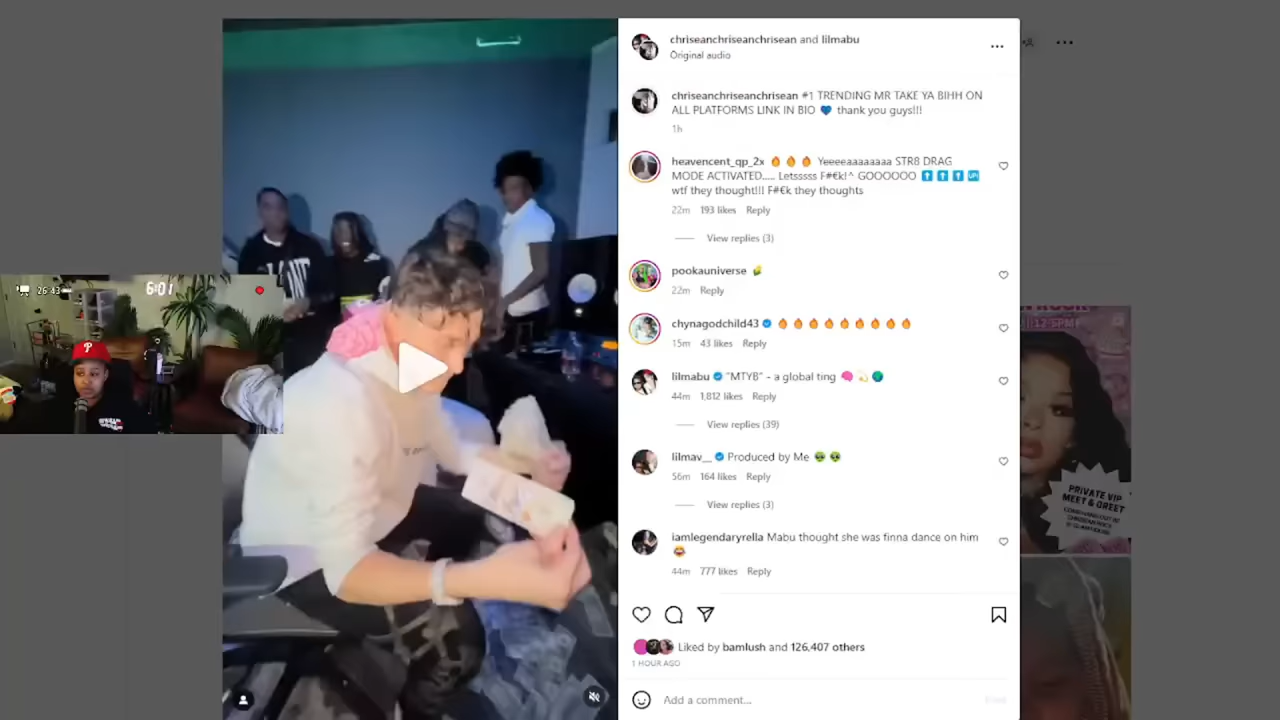 chriseanchriseanchrisean and lilmabu
Original audio
chriseanchriseanchrisean #1 TRENDING MR TAKE YA BIHH ON
ALL PLATFORMS LINK IN BIO 💙 thank you guys!!!
1h
heavencent_qp_2x 🔥 🔥 🔥 Yeeeeaaaaaaaa STR8 DRAG
MODE ACTIVATED..... Letsssss F#€k!^ GOOOOOO ⬆️ ⬆️ ⬆️ 🆙
wtf they thought!!! F#€k they thoughts
22m 193 likes Reply
View replies (3)
pookauniverse 🌽
22m Reply
chynagodchild43 🔥 🔥 🔥 🔥 🔥 🔥 🔥 🔥 🔥
15m 43 likes Reply
lilmabu "MTYB" - a global ting 🧠 💫 🌍
44m 1,812 likes Reply
View replies (39)
lilmav__ Produced by Me 👽 👽
56m 164 likes Reply
View replies (3)
iamlegendaryrella Mabu thought she was finna dance on him
😂
44m 777 likes Reply
Liked by bamlush and 126,407 others
1 HOUR AGO
Add a comment...
26:43
6:01
P
PRIVATE VIP
MEET & GREET